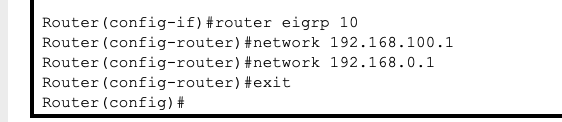 Router(config-if)#router eigrp 10
Router(config-router)#network 192.168.100.1
Router(config-router)#network 192.168.0.1
Router(config-router)#exit
Router(config)#